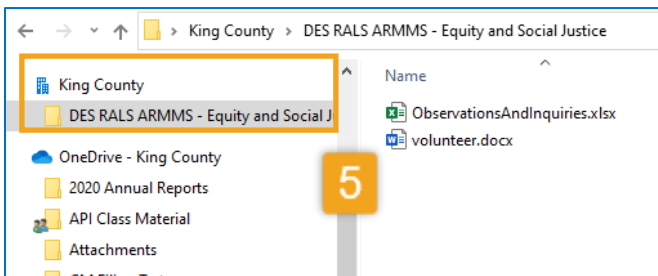 King County > DES RALS ARMMS - Equity and Social Justice
King County
DES RALS ARMMS - Equity and Social J
OneDrive - King County
2020 Annual Reports
API Class Material
Attachments
Name
ObservationsAndInquiries.xlsx
volunteer.docx
5